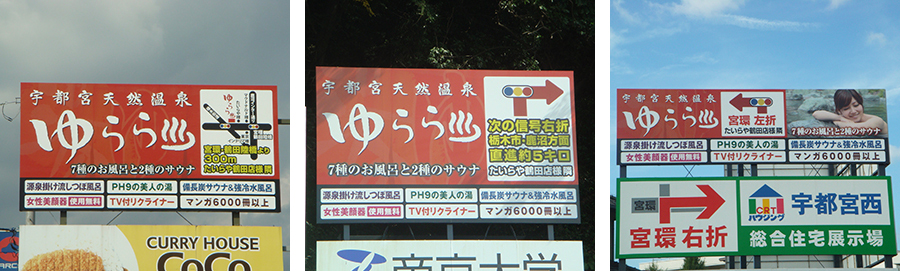 宇都宮天然温泉
ゆらら
7種のお風呂と2種のサウナ
宮環・鶴田陸橋より
300m
たいらや鶴田店様隣
源泉掛け流しつぼ風呂
PH9の美人の湯
備長炭サウナ&強冷水風呂
女性美顔器 使用無料
TV付リクライナー
マンガ6000冊以上
CURRY HOUSE
CoCo
宇都宮天然温泉
ゆらら
7種のお風呂と2種のサウナ
次の信号右折
栃木市・鹿沼方面
直進約5キロ
たいらや鶴田店様隣
源泉掛け流しつぼ風呂
PH9の美人の湯
備長炭サウナ&強冷水風呂
女性美顔器 使用無料
TV付リクライナー
マンガ6000冊以上
帝京大学
宇都宮天然温泉
ゆらら
宮環 左折
たいらや鶴田店様隣
7種のお風呂と2種のサウナ
源泉掛け流しつぼ風呂
PH9の美人の湯
備長炭サウナ&強冷水風呂
女性美顔器 使用無料
TV付リクライナー
マンガ6000冊以上
宮環
宮環 右折
CRT
ハウジング
宇都宮西
総合住宅展示場